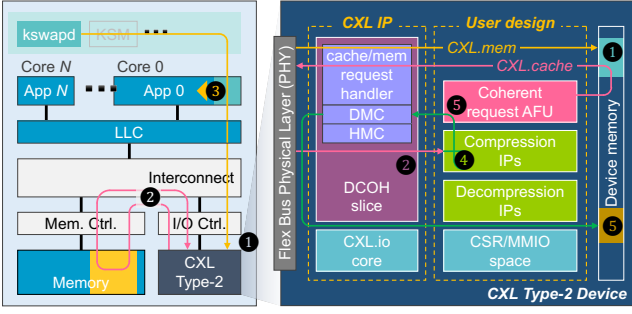 kswapd
KSM
Core N
Core 0
App N
App 0
3
LLC
Interconnect
2
Mem. Ctrl.
I/O Ctrl.
1
Memory
CXL
Type-2
Flex Bus Physical Layer (PHY)
CXL IP
User design
CXL.mem
1
CXL.cache
cache/mem
request
handler
DMC
HMC
2
DCOH
slice
CXL.io
core
5
Coherent
request AFU
4
Compression
IPs
Decompression
IPs
CSR/MMIO
space
Device memory
5
CXL Type-2 Device